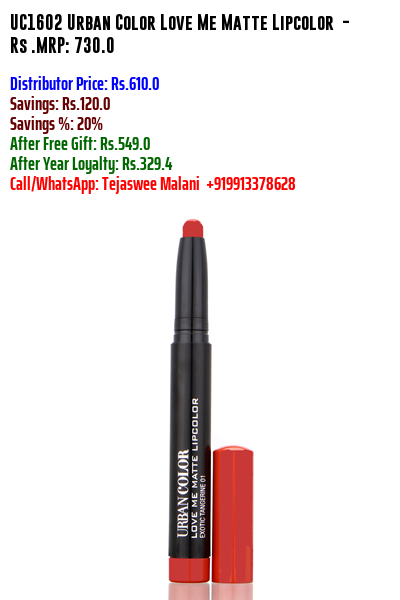 UC1602 Urban Color Love Me Matte Lipcolor -
Rs .MRP: 730.0
Distributor Price: Rs.610.0
Savings: Rs.120.0
Savings %: 20%
After Free Gift: Rs.549.0
After Year Loyalty: Rs.329.4
Call/WhatsApp: Tejaswee Malani +919913378628
URBAN COLOR
LOVE ME MATTE LIPCOLOR
EXOTIC TANGERINE 01